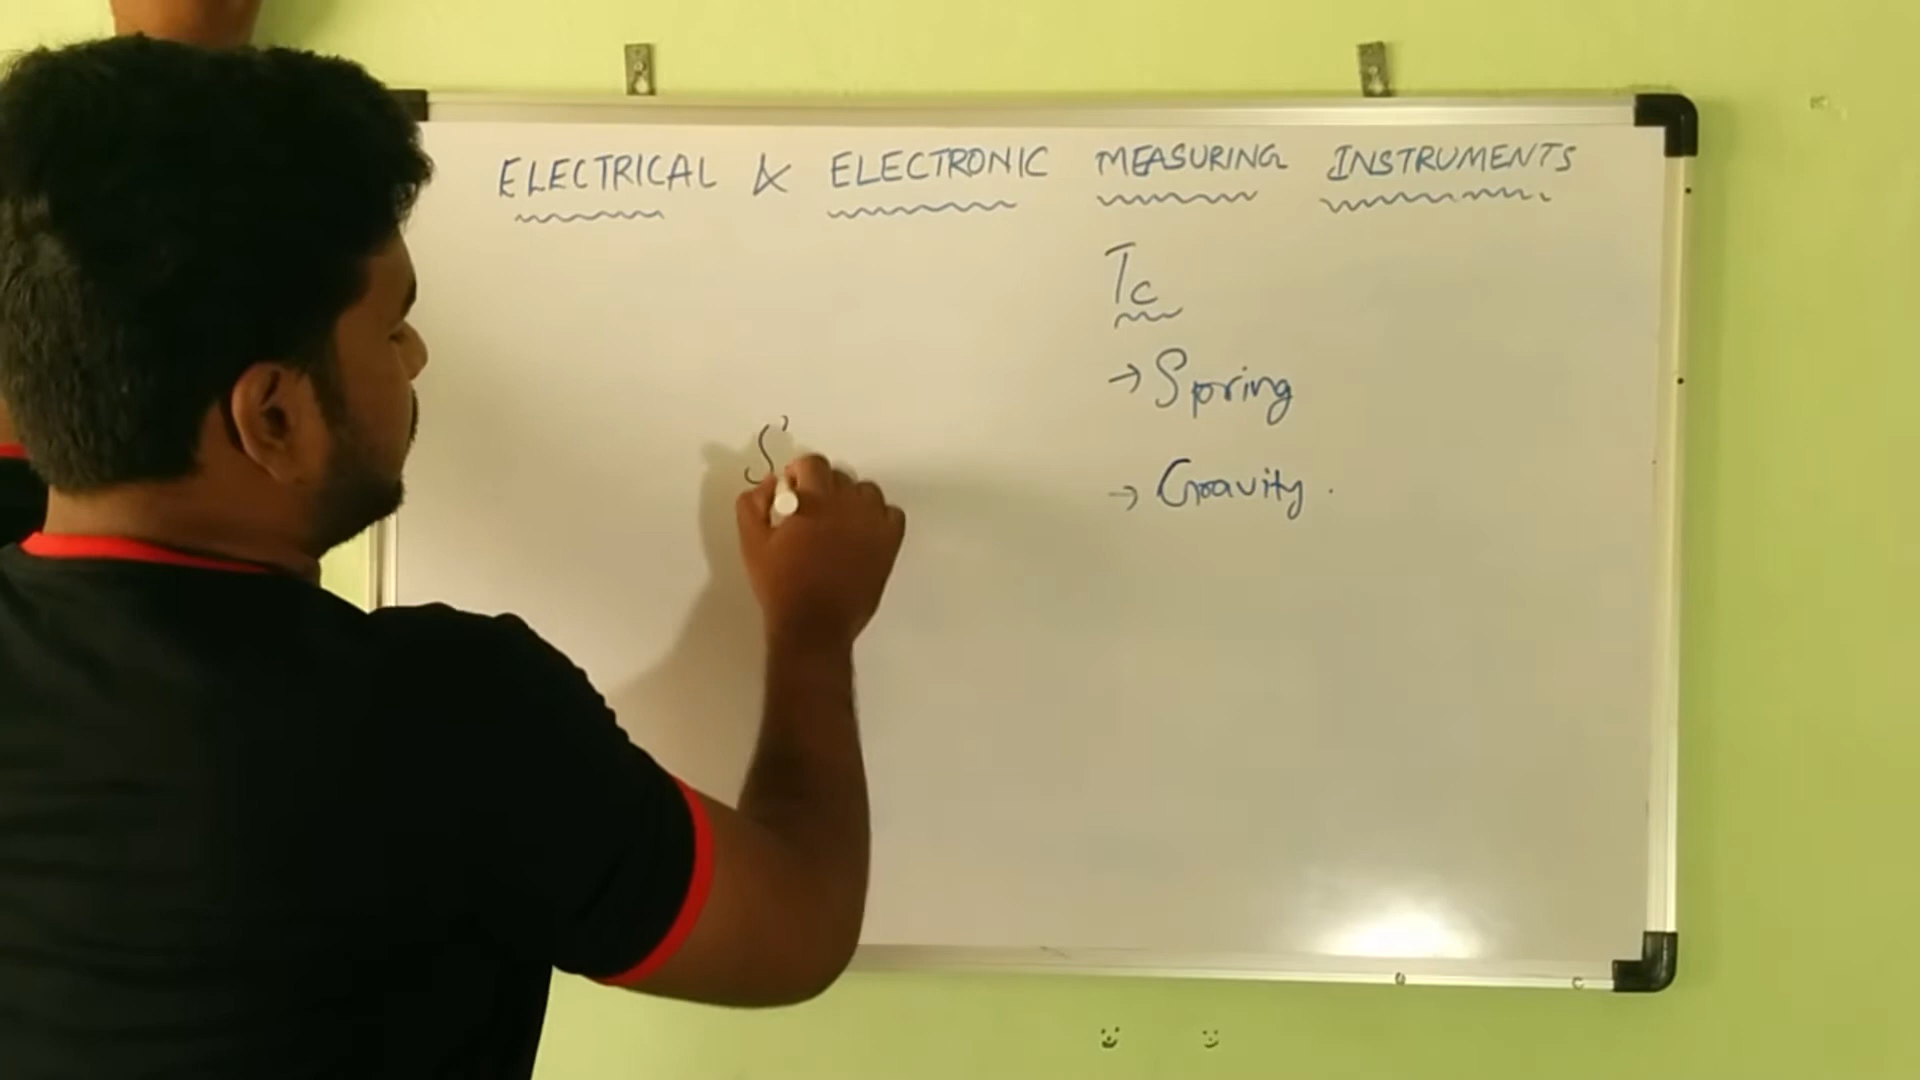 ELECTRICAL & ELECTRONIC MEASURING INSTRUMENTS
Tc
→ Spring
S
→ Gravity.